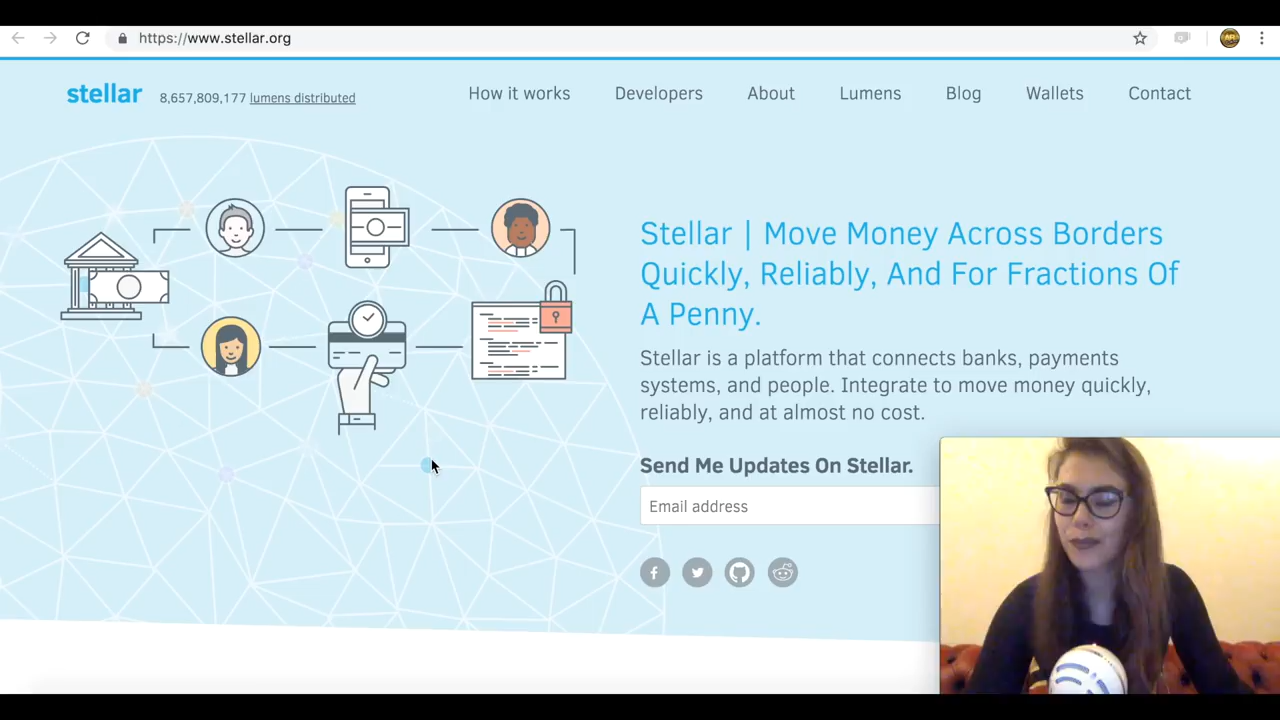 https://www.stellar.org
stellar
8,657,809,177 lumens distributed
How it works
Developers
About
Lumens
Blog
Wallets
Contact
Stellar | Move Money Across Borders
Quickly, Reliably, And For Fractions Of
A Penny.
Stellar is a platform that connects banks, payments
systems, and people. Integrate to move money quickly,
reliably, and at almost no cost.
Send Me Updates On Stellar.
Email address